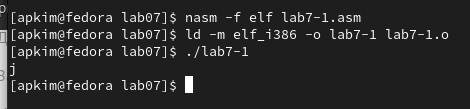 [apkim@fedora lab07]$ nasm -f elf lab7-1.asm
[apkim@fedora lab07]$ ld -m elf_i386 -o lab7-1 lab7-1.o
[apkim@fedora lab07]$ ./lab7-1
j
[apkim@fedora lab07]$